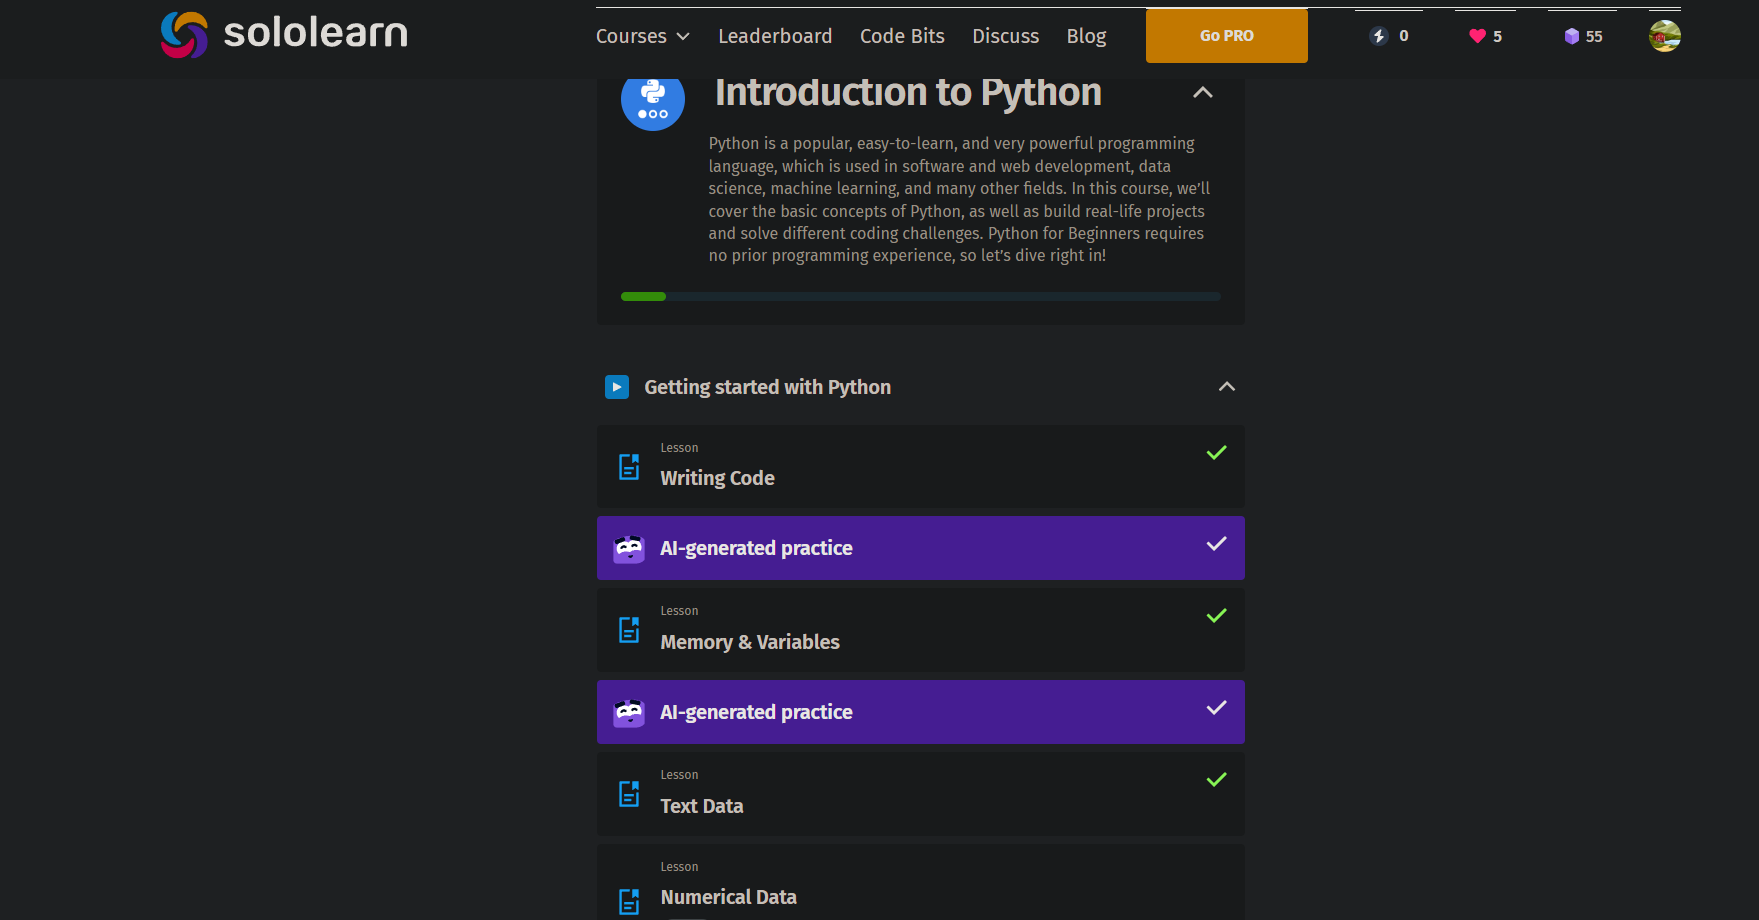 sololearn
Courses
Leaderboard
Code Bits
Discuss
Blog
Go PRO
0
5
55
Introduction to Python
Python is a popular, easy-to-learn, and very powerful programming
language, which is used in software and web development, data
science, machine learning, and many other fields. In this course, we’ll
cover the basic concepts of Python, as well as build real-life projects
and solve different coding challenges. Python for Beginners requires
no prior programming experience, so let’s dive right in!
Getting started with Python
Lesson
Writing Code
AI-generated practice
Lesson
Memory & Variables
AI-generated practice
Lesson
Text Data
Lesson
Numerical Data